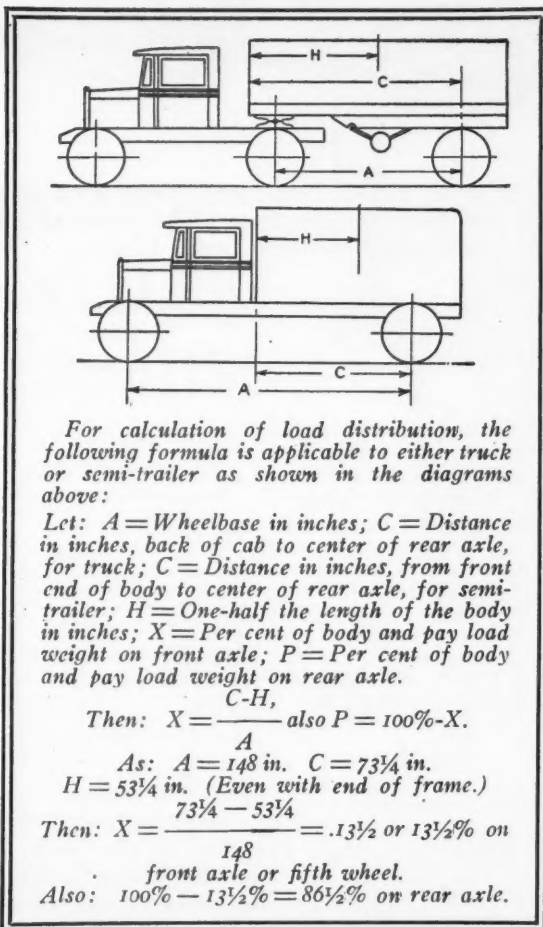 H
C
A
H
C
A
For calculation of load distribution, the
following formula is applicable to either truck
or semi-trailer as shown in the diagrams
above:
Let: A = Wheelbase in inches; C = Distance
in inches, back of cab to center of rear axle,
for truck; C = Distance in inches, from front
end of body to center of rear axle, for semi-
trailer; H = One-half the length of the body
in inches; X = Per cent of body and pay load
weight on front axle; P = Per cent of body
and pay load weight on rear axle.
C-H,
Then: X = ——— also P = 100%-X.
A
As: A = 148 in. C = 73¼ in.
H = 53¼ in. (Even with end of frame.)
73¼ — 53¼
Then: X = ——— = .13½ or 13½% on
148
front axle or fifth wheel.
Also: 100% — 13½% = 86½% on rear axle.